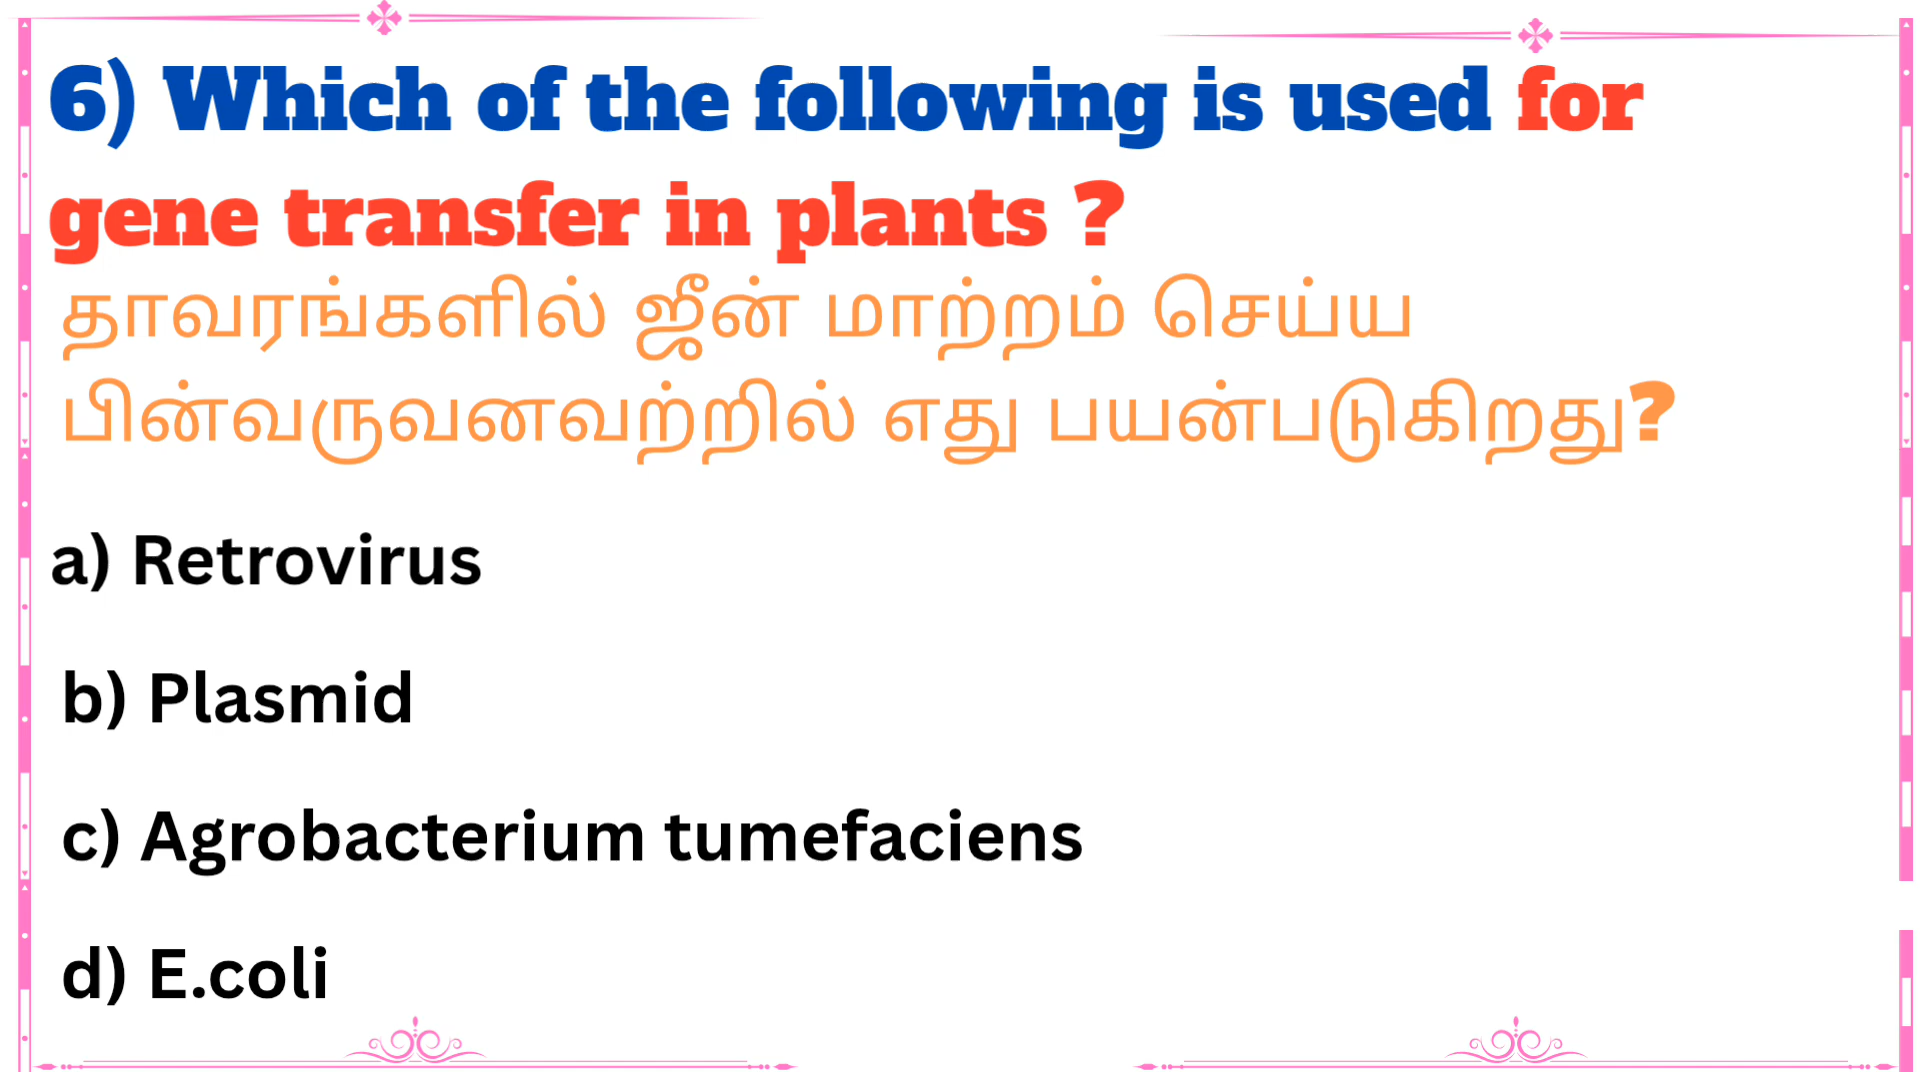 6) Which of the following is used for
gene transfer in plants ?
தாவரங்களில் ஜீன் மாற்றம் செய்ய
பின்வருவனவற்றில் எது பயன்படுகிறது?
a) Retrovirus
b) Plasmid
c) Agrobacterium tumefaciens
d) E.coli